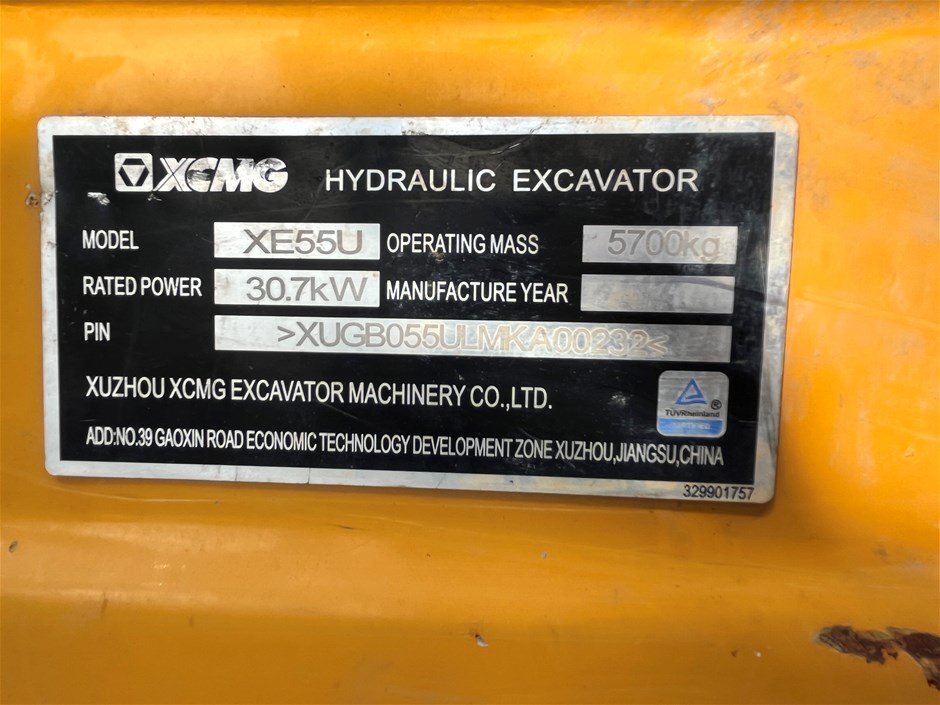 XCMG HYDRAULIC EXCAVATOR
MODEL XE55U OPERATING MASS 5700kg
RATED POWER 30.7kW MANUFACTURE YEAR
PIN >XUGB055ULMKA00232<
XUZHOU XCMG EXCAVATOR MACHINERY CO.,LTD.
TÜVRheinland ®
ADD:NO.39 GAOXIN ROAD ECONOMIC TECHNOLOGY DEVELOPMENT ZONE XUZHOU,JIANGSU,CHINA
329901757